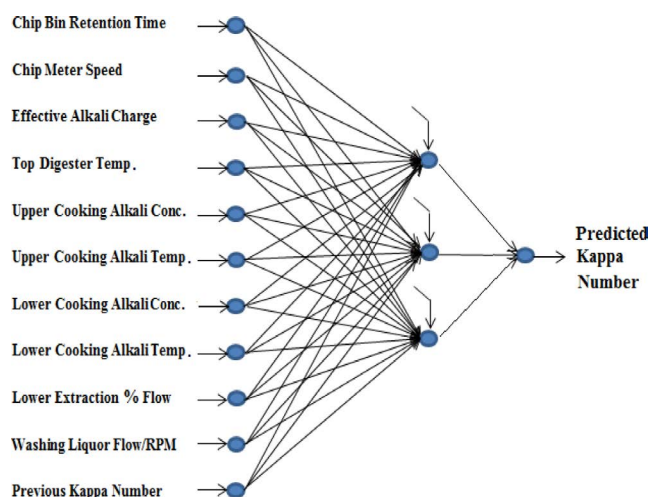 Chip Bin Retention Time
Chip Meter Speed
Effective Alkali Charge
Top Digester Temp.
Upper Cooking Alkali Conc.
Upper Cooking Alkali Temp.
Lower Cooking Alkali Conc.
Lower Cooking Alkali Temp.
Lower Extraction % Flow
Washing Liquor Flow/RPM
Previous Kappa Number
Predicted
Kappa
Number